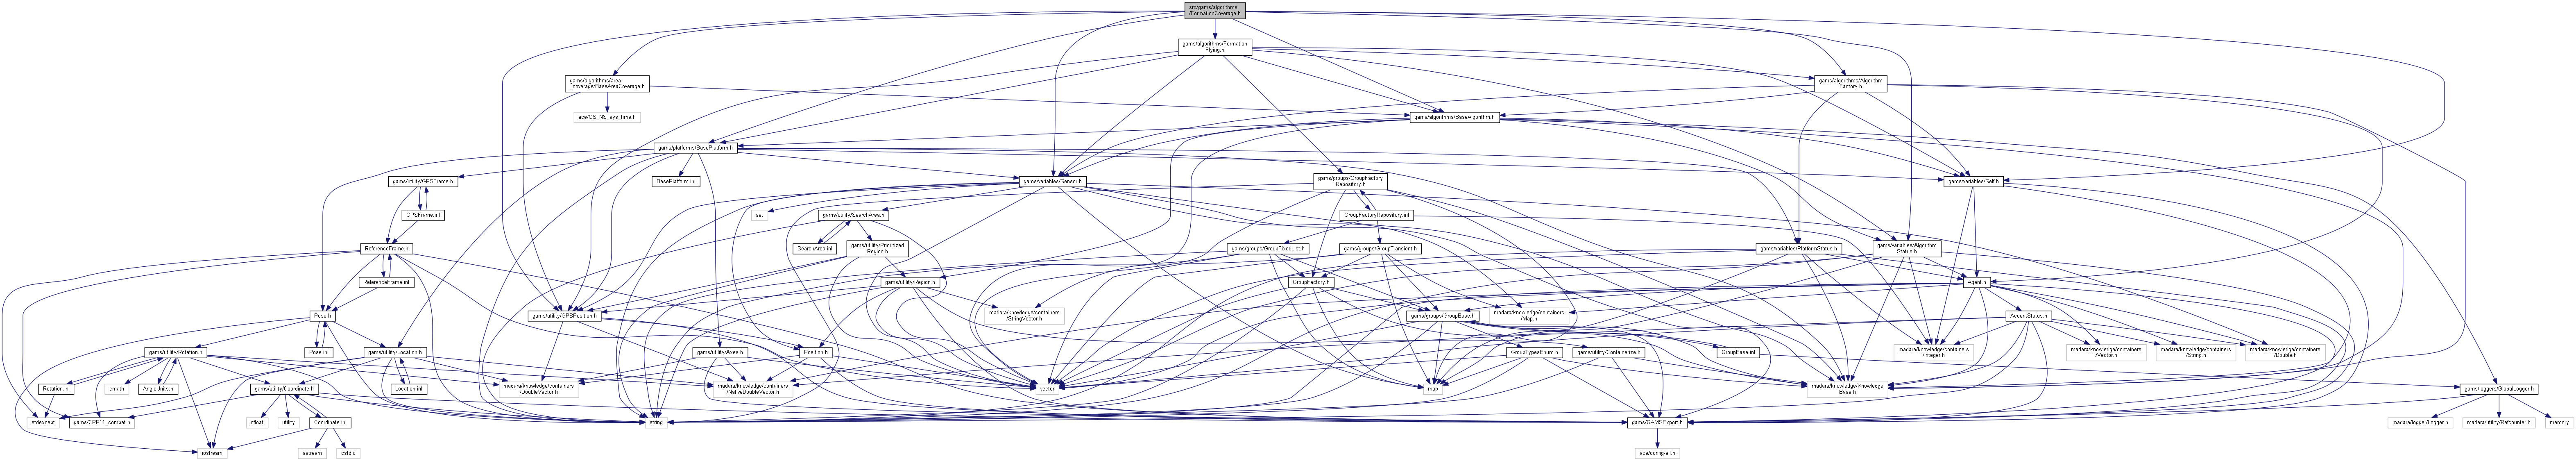 src/gams/algorithms
/FormationCoverage.h
gams/algorithms/Formation
Flying.h
gams/algorithms/area
_coverage/BaseAreaCoverage.h
gams/algorithms/Algorithm
Factory.h
ace/OS_NS_sys_time.h
gams/algorithms/BaseAlgorithm.h
gams/platforms/BasePlatform.h
gams/utility/GPSFrame.h
BasePlatform.inl
gams/variables/Sensor.h
gams/groups/GroupFactory
Repository.h
gams/variables/Self.h
GPSFrame.inl
set
gams/utility/SearchArea.h
GroupFactoryRepository.inl
ReferenceFrame.h
SearchArea.inl
gams/utility/Prioritized
Region.h
gams/groups/GroupFixedList.h
gams/groups/GroupTransient.h
gams/variables/PlatformStatus.h
gams/variables/Algorithm
Status.h
ReferenceFrame.inl
gams/utility/Region.h
GroupFactory.h
Agent.h
Pose.h
gams/utility/GPSPosition.h
madara/knowledge/containers
/StringVector.h
gams/groups/GroupBase.h
madara/knowledge/containers
/Map.h
AccentStatus.h
gams/utility/Rotation.h
Pose.inl
gams/utility/Location.h
gams/utility/Axes.h
Position.h
GroupTypesEnum.h
gams/utility/Containerize.h
GroupBase.inl
madara/knowledge/containers
/Integer.h
madara/knowledge/containers
/Vector.h
madara/knowledge/containers
/String.h
madara/knowledge/containers
/Double.h
Rotation.inl
cmath
AngleUnits.h
gams/utility/Coordinate.h
Location.inl
madara/knowledge/containers
/DoubleVector.h
madara/knowledge/containers
/NativeDoubleVector.h
vector
map
madara/knowledge/Knowledge
Base.h
gams/loggers/GlobalLogger.h
stdexcept
gams/CPP11_compat.h
cfloat
utility
Coordinate.inl
string
gams/GAMSExport.h
madara/logger/Logger.h
madara/utility/Refcounter.h
memory
iostream
sstream
cstdio
ace/config-all.h